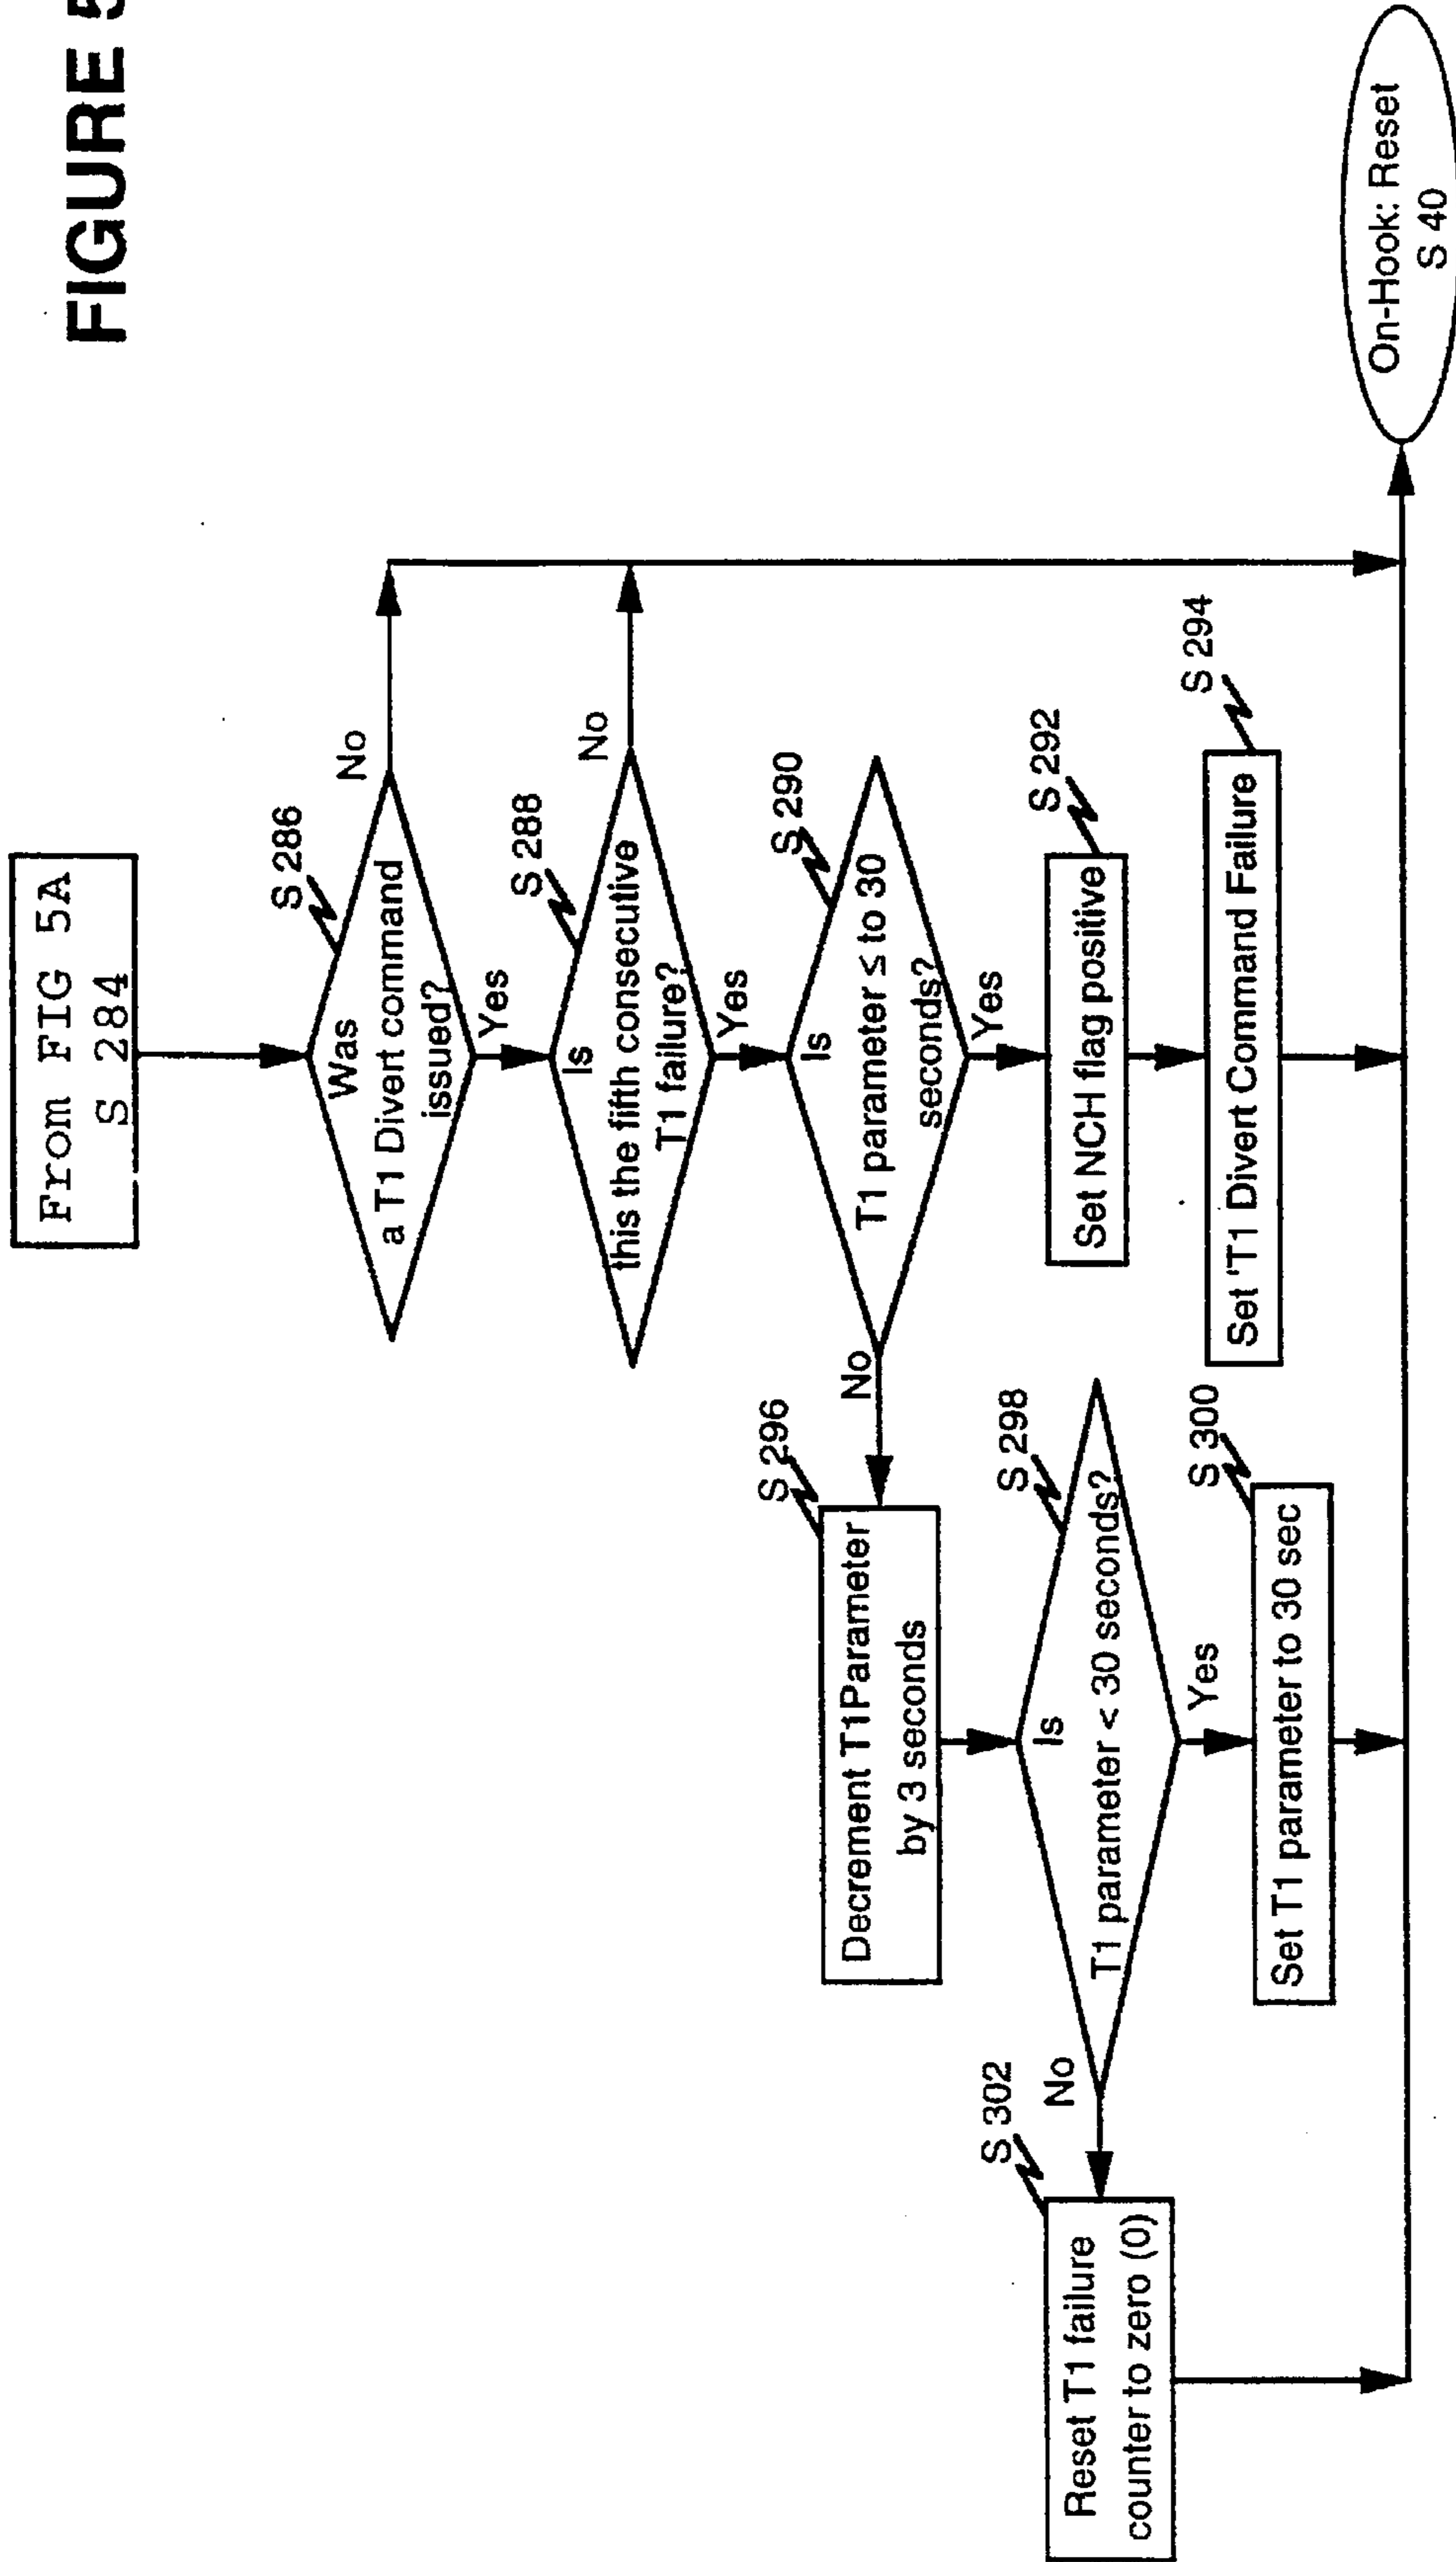 FIGURE 5
From FIG 5A
S 284
S 286
Was
a T1 Divert command
issued?
No
Yes
S 288
Is
this the fifth consecutive
T1 failure?
No
Yes
S 290
Is
T1 parameter ≤ to 30
seconds?
No
Yes
S 292
Set NCH flag positive
S 294
Set 'T1 Divert Command Failure
S 296
Decrement T1Parameter
by 3 seconds
S 298
Is
T1 parameter < 30 seconds?
No
Yes
S 300
Set T1 parameter to 30 sec
S 302
Reset T1 failure
counter to zero (0)
On-Hook: Reset
S 40